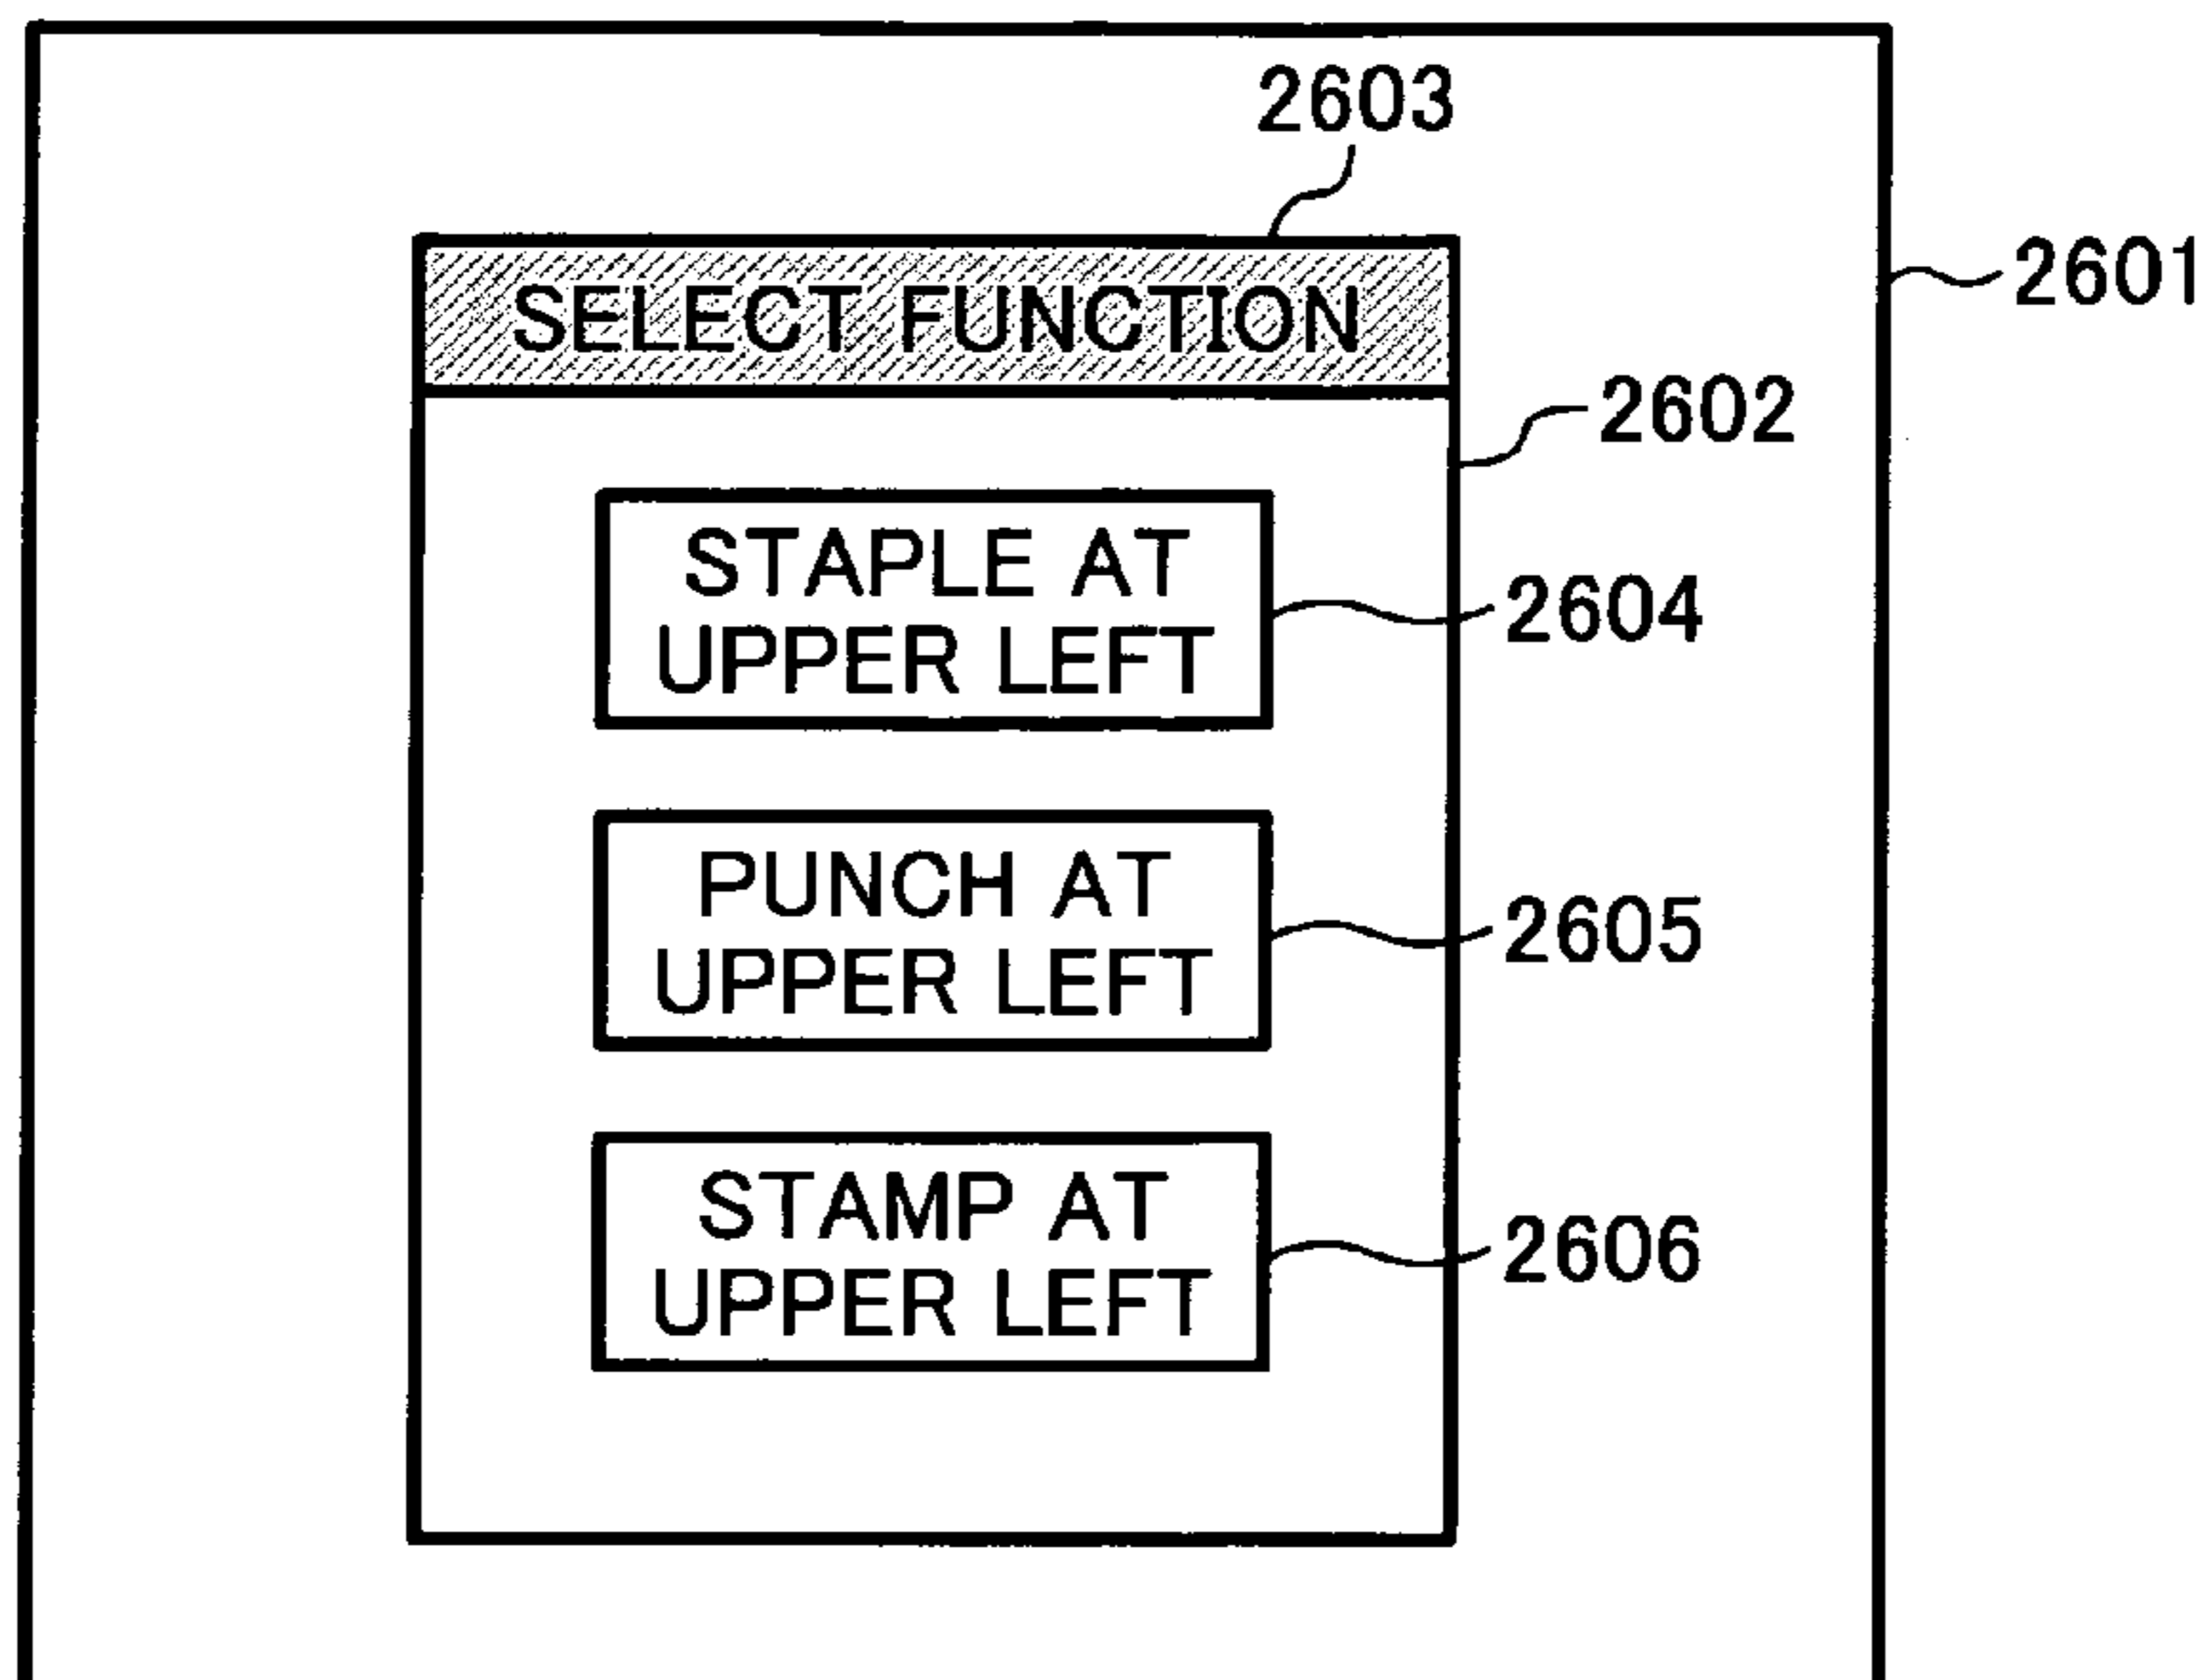 2603
2601
SELECT FUNCTION
2602
STAPLE AT
UPPER LEFT
2604
PUNCH AT
UPPER LEFT
2605
STAMP AT
UPPER LEFT
2606